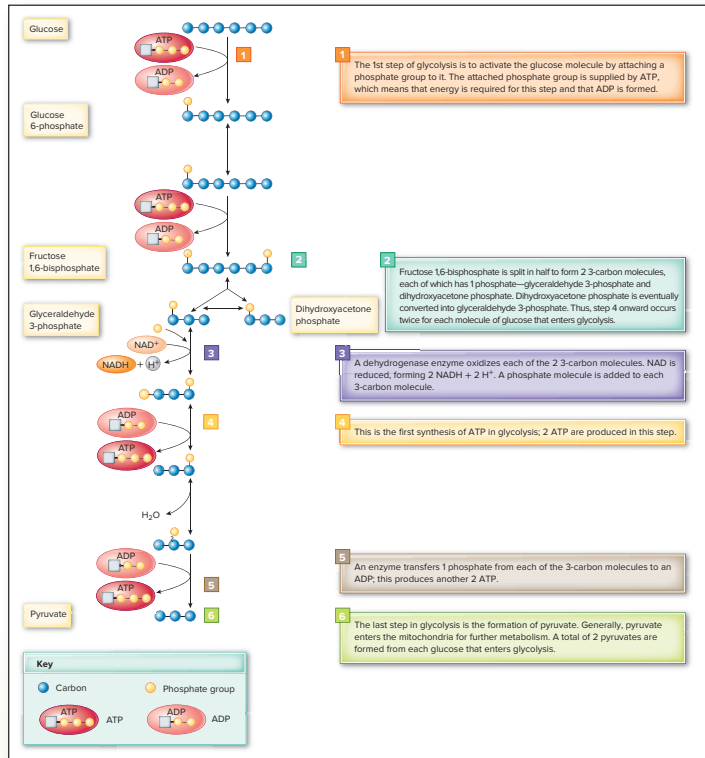 Glucose
ATP
ADP
1
1
The 1st step of glycolysis is to activate the glucose molecule by attaching a
phosphate group to it. The attached phosphate group is supplied by ATP,
which means that energy is required for this step and that ADP is formed.
Glucose
6-phosphate
ATP
ADP
Fructose
1,6-bisphosphate
2
2
Fructose 1,6-bisphosphate is split in half to form 2 3-carbon molecules,
each of which has 1 phosphate—glyceraldehyde 3-phosphate and
dihydroxyacetone phosphate. Dihydroxyacetone phosphate is eventually
converted into glyceraldehyde 3-phosphate. Thus, step 4 onward occurs
twice for each molecule of glucose that enters glycolysis.
Glyceraldehyde
3-phosphate
Dihydroxyacetone
phosphate
NAD+
NADH + H+
3
3
A dehydrogenase enzyme oxidizes each of the 2 3-carbon molecules. NAD is
reduced, forming 2 NADH + 2 H+. A phosphate molecule is added to each
3-carbon molecule.
ADP
ATP
4
4
This is the first synthesis of ATP in glycolysis; 2 ATP are produced in this step.
H2O
ADP
ATP
5
5
An enzyme transfers 1 phosphate from each of the 3-carbon molecules to an
ADP; this produces another 2 ATP.
Pyruvate
6
6
The last step in glycolysis is the formation of pyruvate. Generally, pyruvate
enters the mitochondria for further metabolism. A total of 2 pyruvates are
formed from each glucose that enters glycolysis.
Key
Carbon
Phosphate group
ATP
ATP
ADP
ADP